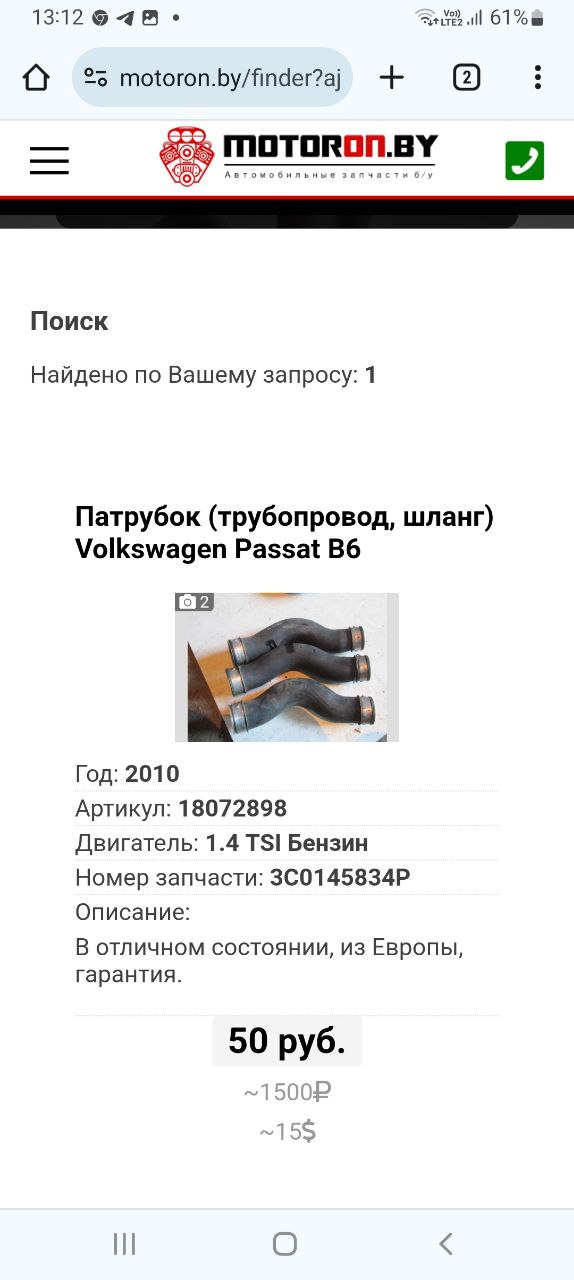 13:12
Vo))
LTE2
61%
motoron.by/finder?aj
2
MOTORON.BY
Автомобильные запчасти б/у
Поиск
Найдено по Вашему запросу: 1
Патрубок (трубопровод, шланг)
Volkswagen Passat B6
2
Год: 2010
Артикул: 18072898
Двигатель: 1.4 TSI Бензин
Номер запчасти: 3C0145834P
Описание:
В отличном состоянии, из Европы,
гарантия.
50 руб.
~1500₽
~15$